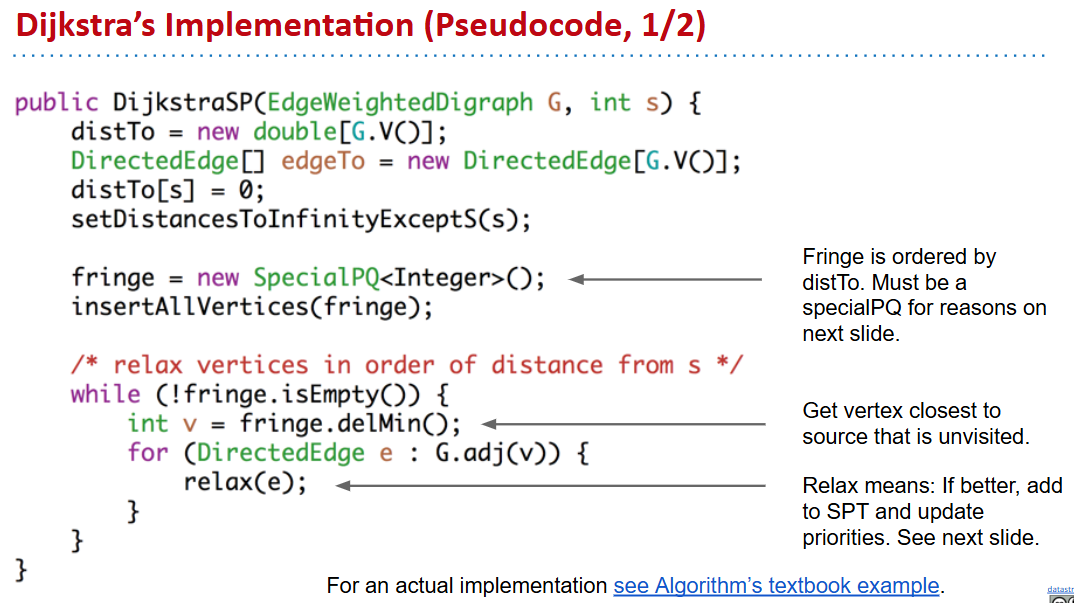 Dijkstra's Implementation (Pseudocode, 1/2)
public DijkstraSP(EdgeWeightedDigraph G, int s) {
    distTo = new double[G.V()];
    DirectedEdge[] edgeTo = new DirectedEdge[G.V()];
    distTo[s] = 0;
    setDistancesToInfinityExceptS(s);
    fringe = new SpecialPQ<Integer>();
    insertAllVertices(fringe);
    /* relax vertices in order of distance from s */
    while (!fringe.isEmpty()) {
        int v = fringe.delMin();
        for (DirectedEdge e : G.adj(v)) {
            relax(e);
        }
    }
}
Fringe is ordered by
distTo. Must be a
specialPQ for reasons on
next slide.
Get vertex closest to
source that is unvisited.
Relax means: If better, add
to SPT and update
priorities. See next slide.
For an actual implementation see Algorithm's textbook example.
datastr